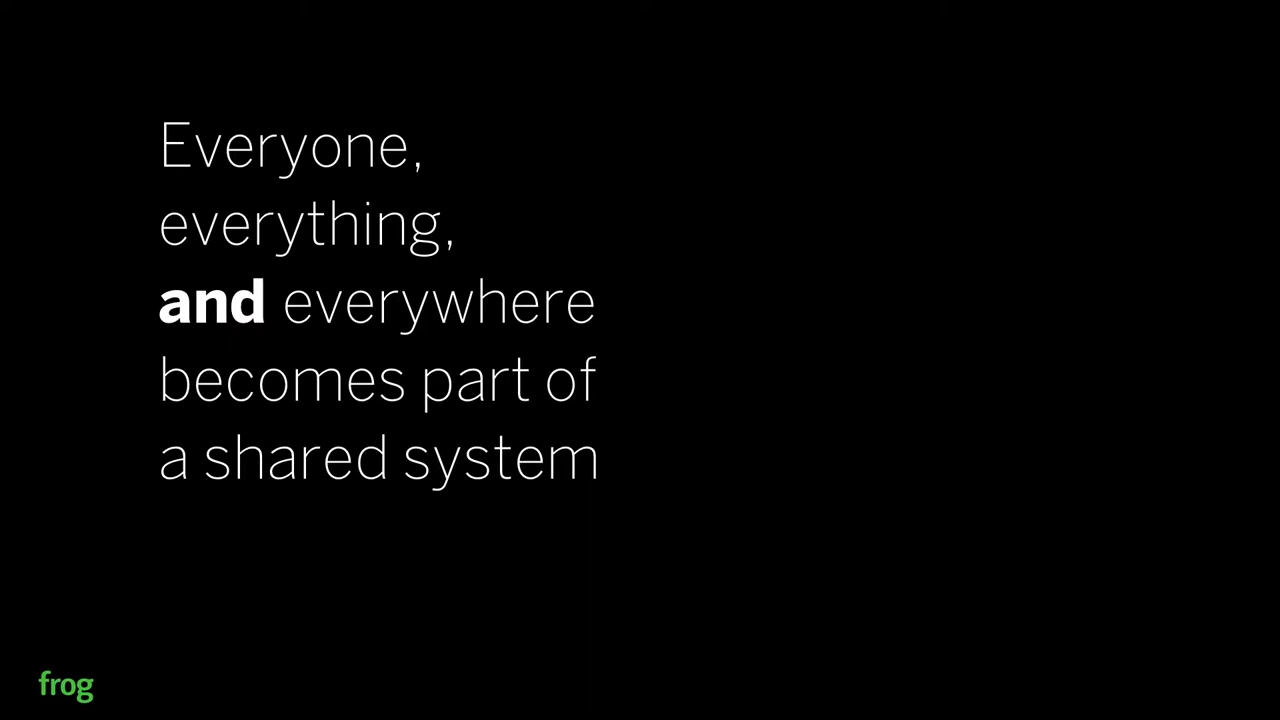 Everyone,
everything,
and everywhere
becomes part of
a shared system
frog